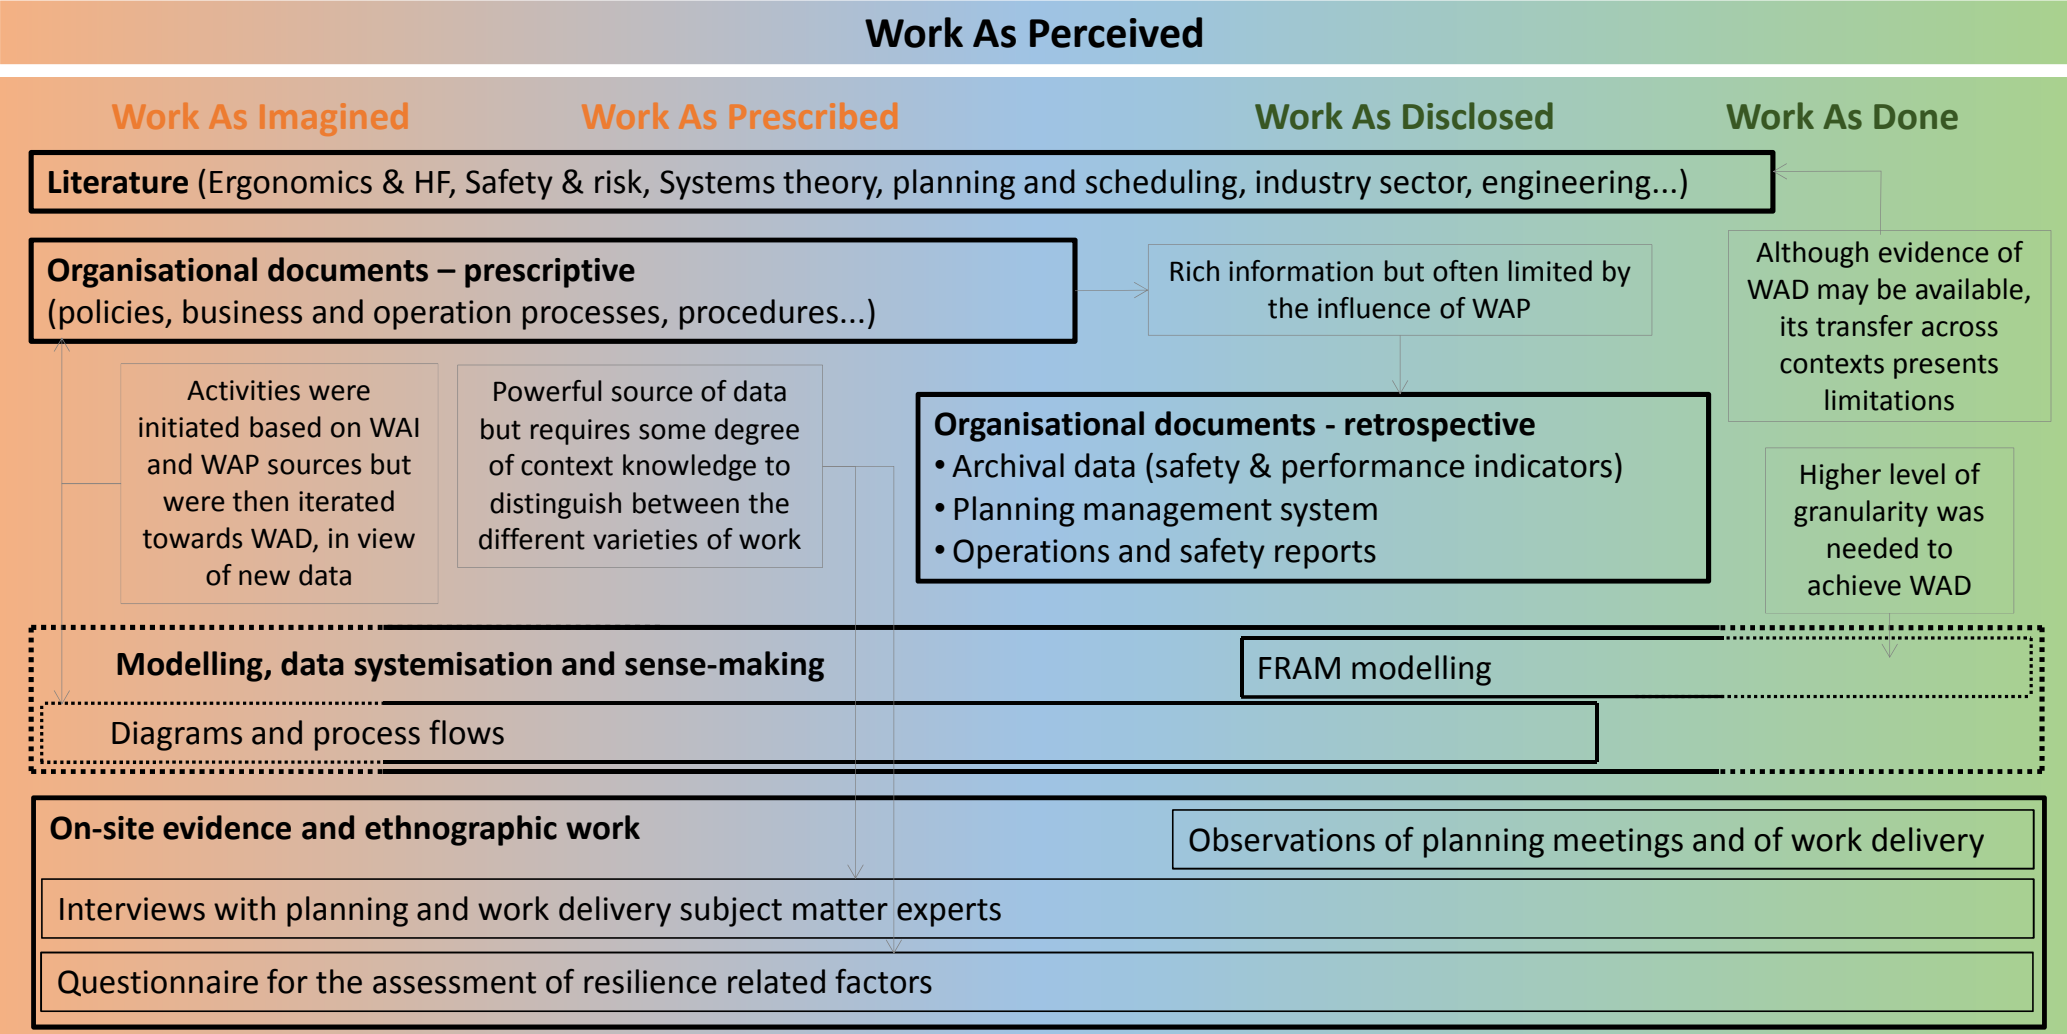 Work As Perceived
Work As Imagined
Work As Prescribed
Work As Disclosed
Work As Done
Literature (Ergonomics & HF, Safety & risk, Systems theory, planning and scheduling, industry sector, engineering...)
Organisational documents – prescriptive
(policies, business and operation processes, procedures...)
Rich information but often limited by
the influence of WAP
Although evidence of
WAD may be available,
its transfer across
contexts presents
limitations
Activities were
initiated based on WAI
and WAP sources but
were then iterated
towards WAD, in view
of new data
Powerful source of data
but requires some degree
of context knowledge to
distinguish between the
different varieties of work
Organisational documents - retrospective
• Archival data (safety & performance indicators)
• Planning management system
• Operations and safety reports
Higher level of
granularity was
needed to
achieve WAD
Modelling, data systemisation and sense-making
FRAM modelling
Diagrams and process flows
On-site evidence and ethnographic work
Observations of planning meetings and of work delivery
Interviews with planning and work delivery subject matter experts
Questionnaire for the assessment of resilience related factors